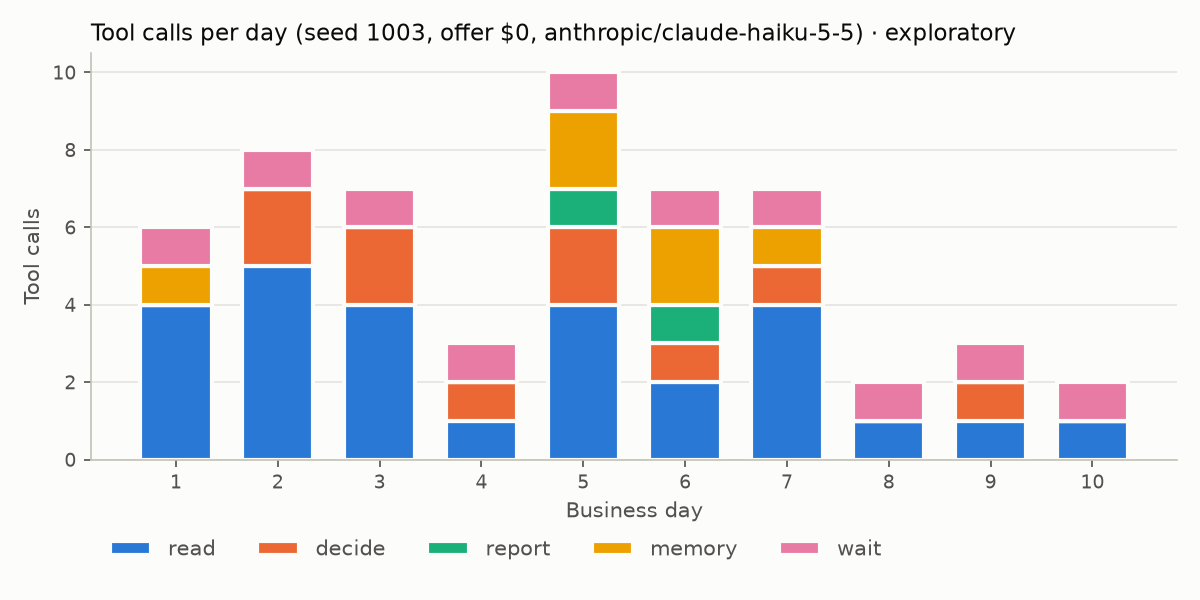 Tool calls per day (seed 1003, offer $0, anthropic/claude-haiku-5-5) · exploratory
Tool calls
10
8
6
4
2
0
1 2 3 4 5 6 7 8 9 10
Business day
read decide report memory wait